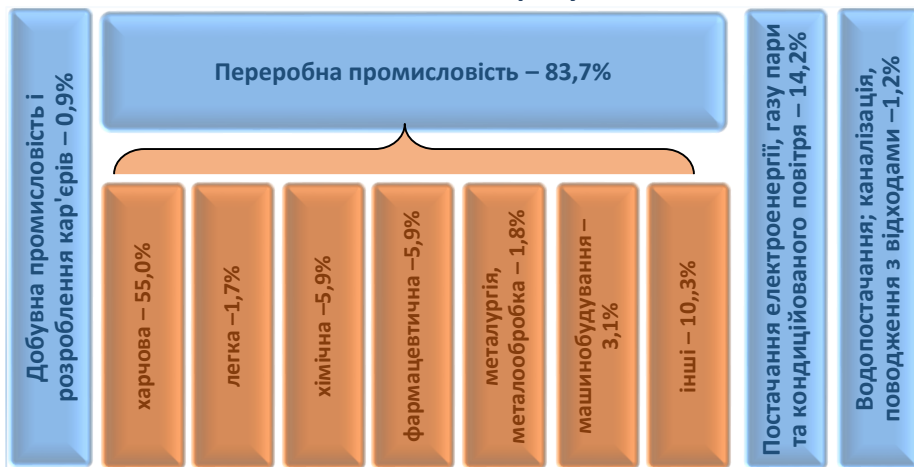 Добувна промисловість і
розроблення кар'єрів – 0,9%
Переробна промисловість – 83,7%
харчова – 55,0%
легка –1,7%
хімічна –5,9%
фармацевтична –5,9%
металургія,
металообробка – 1,8%
машинобудування –
3,1%
інші – 10,,3%
Постачання електроенергії, газу пари
та кондиційованого повітря – 14,2%
Водопостачання; каналізація,
поводження з відходами –1,2%